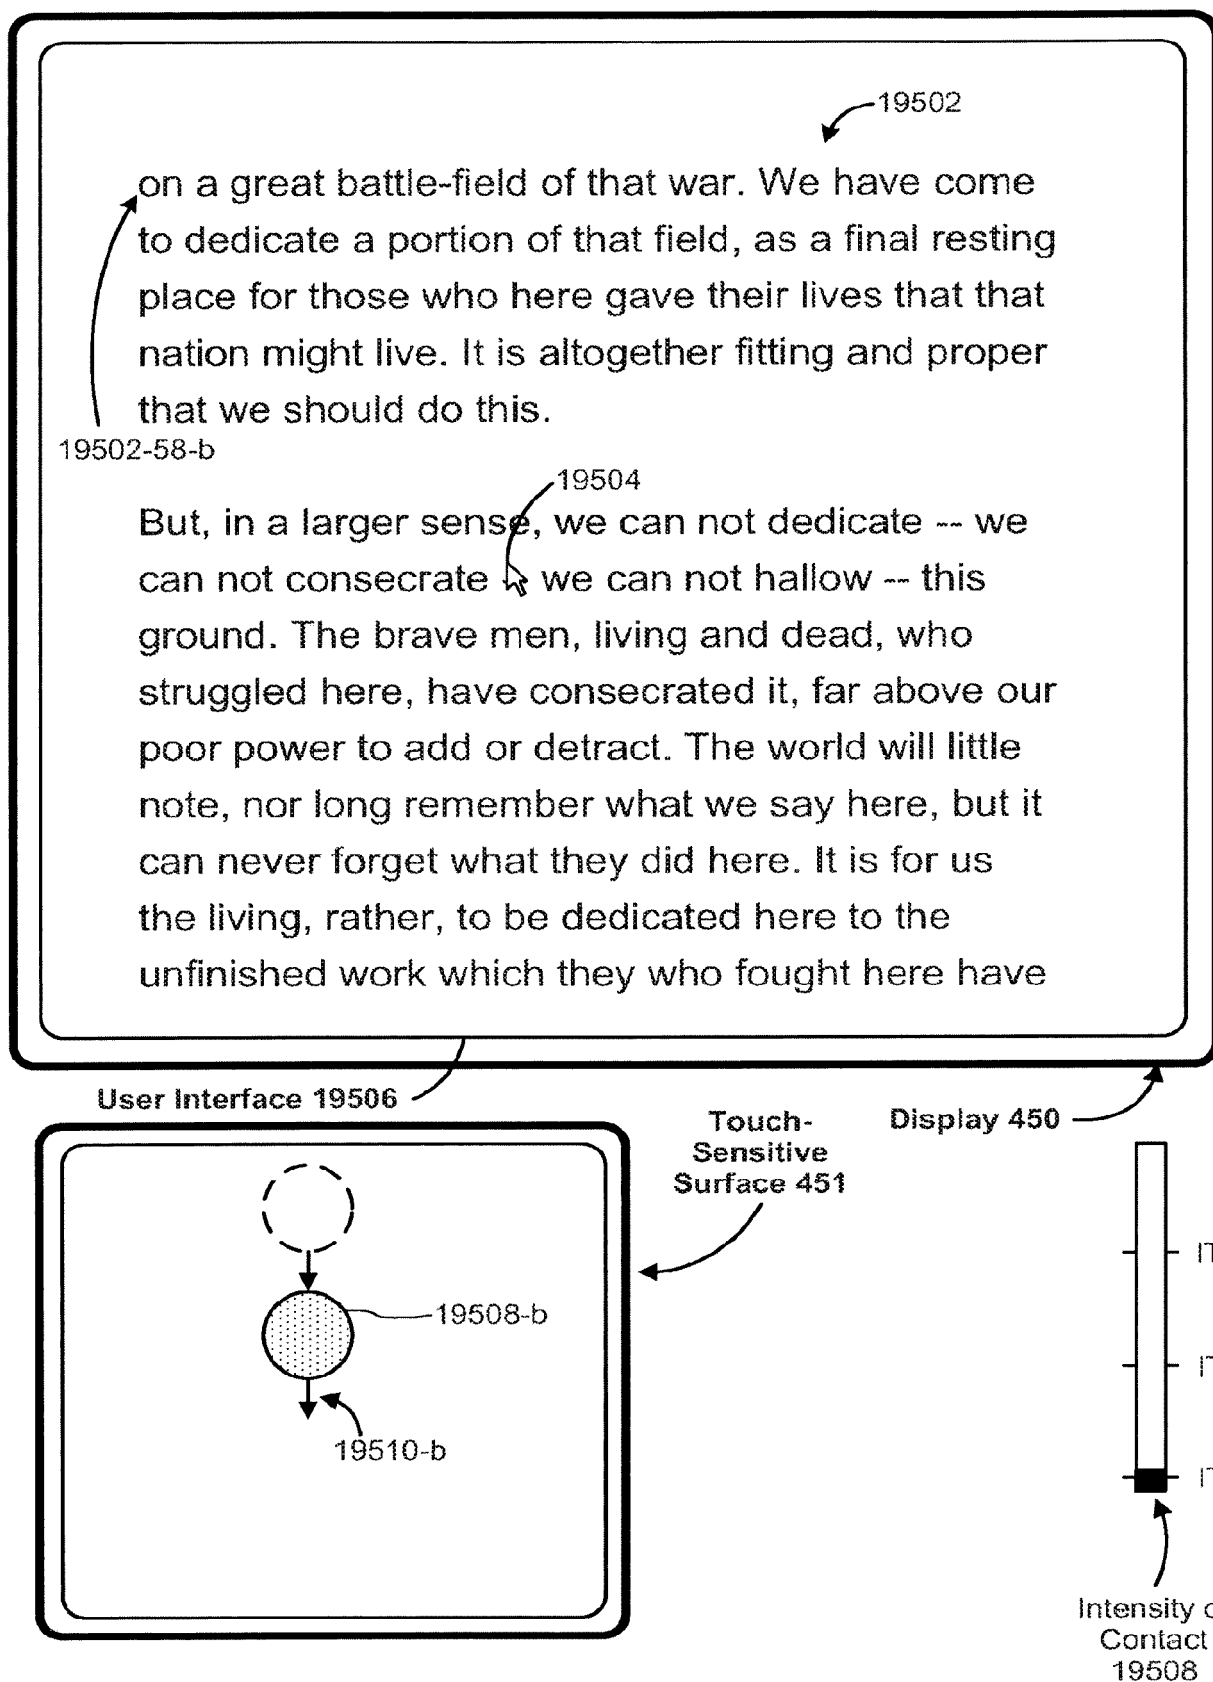 19502
on a great battle-field of that war. We have come
to dedicate a portion of that field, as a final resting
place for those who here gave their lives that that
nation might live. It is altogether fitting and proper
that we should do this.
19502-58-b
19504
But, in a larger sense, we can not dedicate -- we
can not consecrate we can not hallow -- this
ground. The brave men, living and dead, who
struggled here, have consecrated it, far above our
poor power to add or detract. The world will little
note, nor long remember what we say here, but it
can never forget what they did here. It is for us
the living, rather, to be dedicated here to the
unfinished work which they who fought here have
User Interface 19506
Display 450
Touch-
Sensitive
Surface 451
19508-b
19510-b
Intensity
Contact
19508